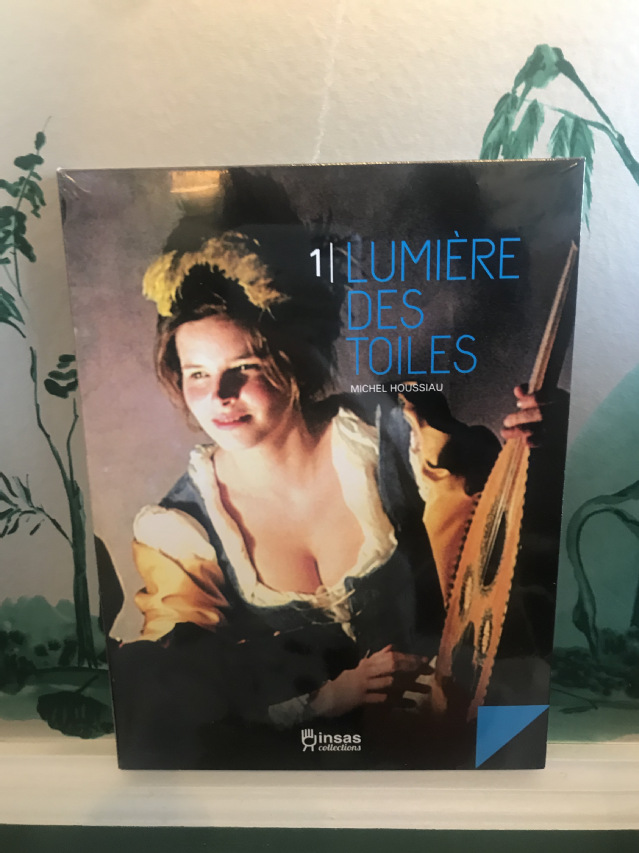 1| LUMIÈRE
DES
TOILES
MICHEL HOUSSIAU
insas
collections